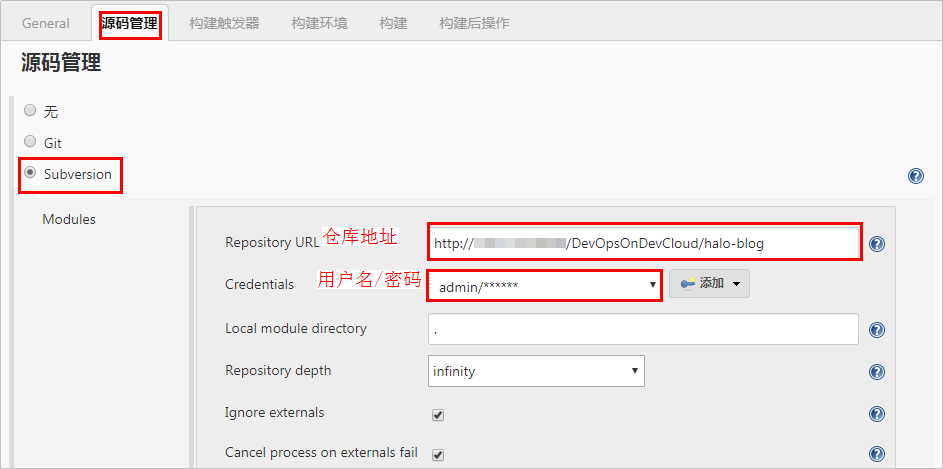 General 源码管理 构建触发器 构建环境 构建 构建后操作
源码管理
无
Git
Subversion
Modules
Repository URL 仓库地址 http:// /DevOpsOnDevCloud/halo-blog
Credentials 用户名/密码 admin/****** 添加
Local module directory .
Repository depth infinity
Ignore externals
Cancel process on externals fail